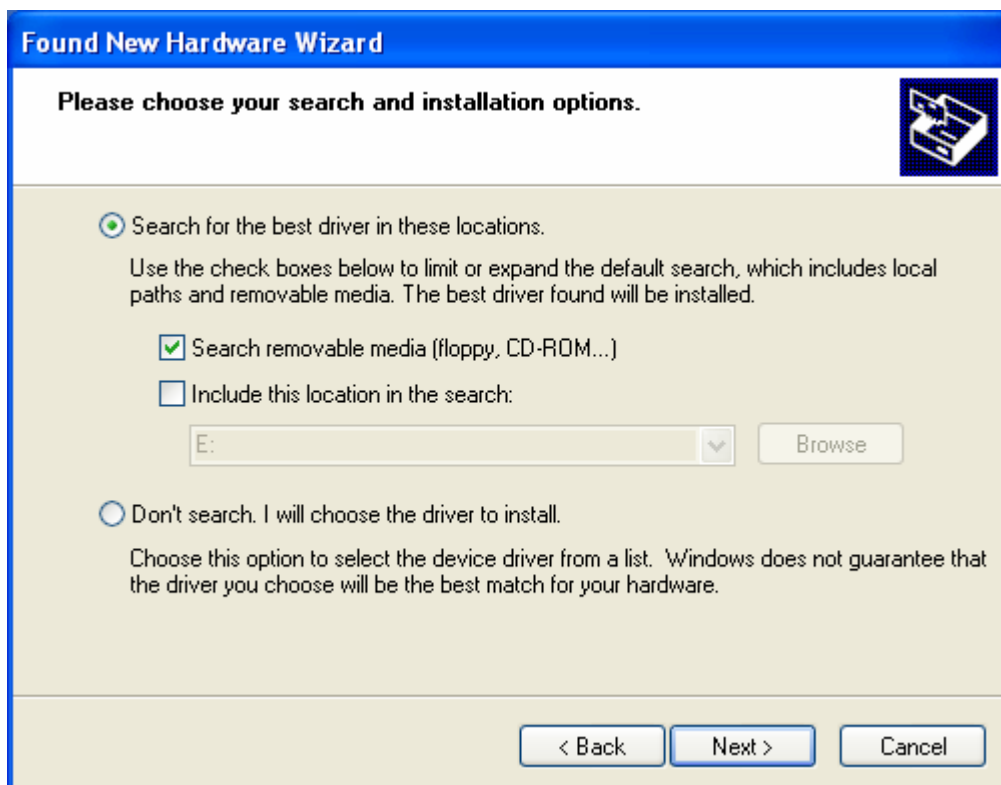 Found New Hardware Wizard
Please choose your search and installation options.
Search for the best driver in these locations.
Use the check boxes below to limit or expand the default search, which includes local
paths and removable media. The best driver found will be installed.
Search removable media (floppy, CD-ROM...)
Include this location in the search:
E:
Browse
Don't search. I will choose the driver to install.
Choose this option to select the device driver from a list.  Windows does not guarantee that
the driver you choose will be the best match for your hardware.
< Back
Next >
Cancel